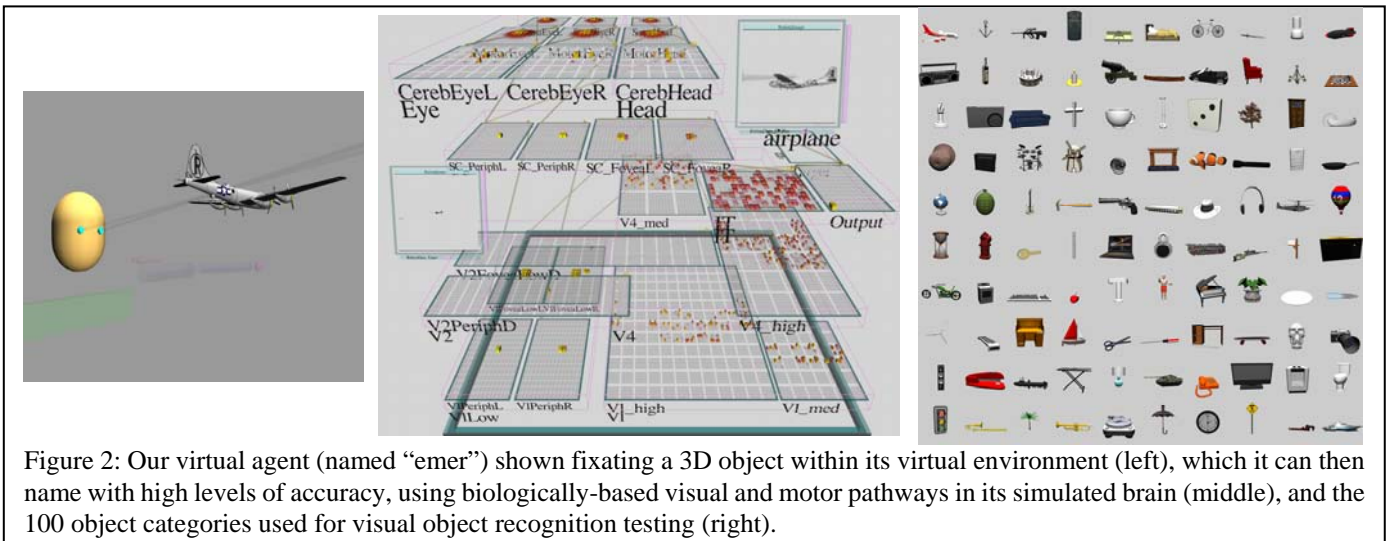 CerebEyeL CerebEyeR CerebHead
Eye Head
airplane
SC_PeriphL SC_PeriphR SC_FoveaL SC_FoveaR
V4_med IT Output
V2PeriphD
V2 V4 V4_high
V1PeriphL V1PeriphR V1_high V1_med
V1Low V1
Figure 2: Our virtual agent (named “emer”) shown fixating a 3D object within its virtual environment (left), which it can then
name with high levels of accuracy, using biologically-based visual and motor pathways in its simulated brain (middle), and the
100 object categories used for visual object recognition testing (right).